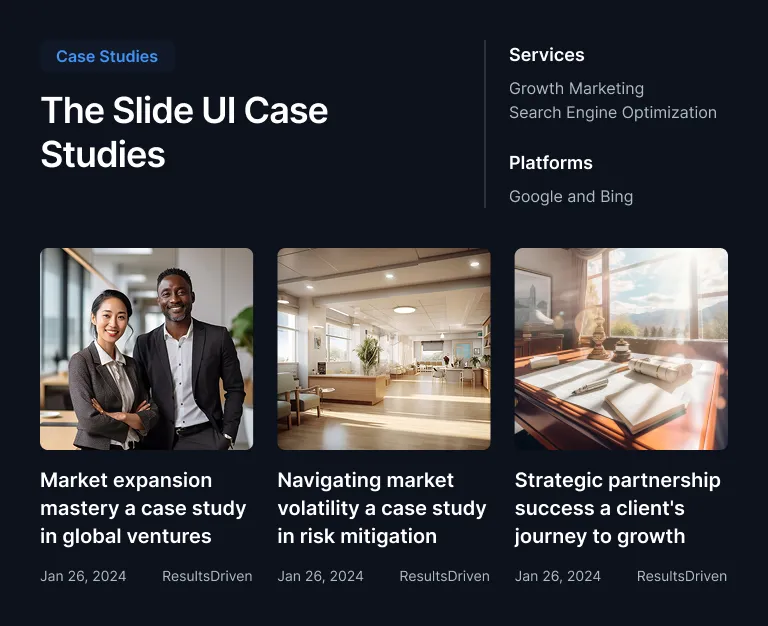 Case Studies
The Slide UI Case
Studies
Services
Growth Marketing
Search Engine Optimization
Platforms
Google and Bing
Market expansion
mastery a case study
in global ventures
Jan 26, 2024
ResultsDriven
Navigating market
volatility a case study
in risk mitigation
Jan 26, 2024
ResultsDriven
Strategic partnership
success a client's
journey to growth
Jan 26, 2024
ResultsDriven